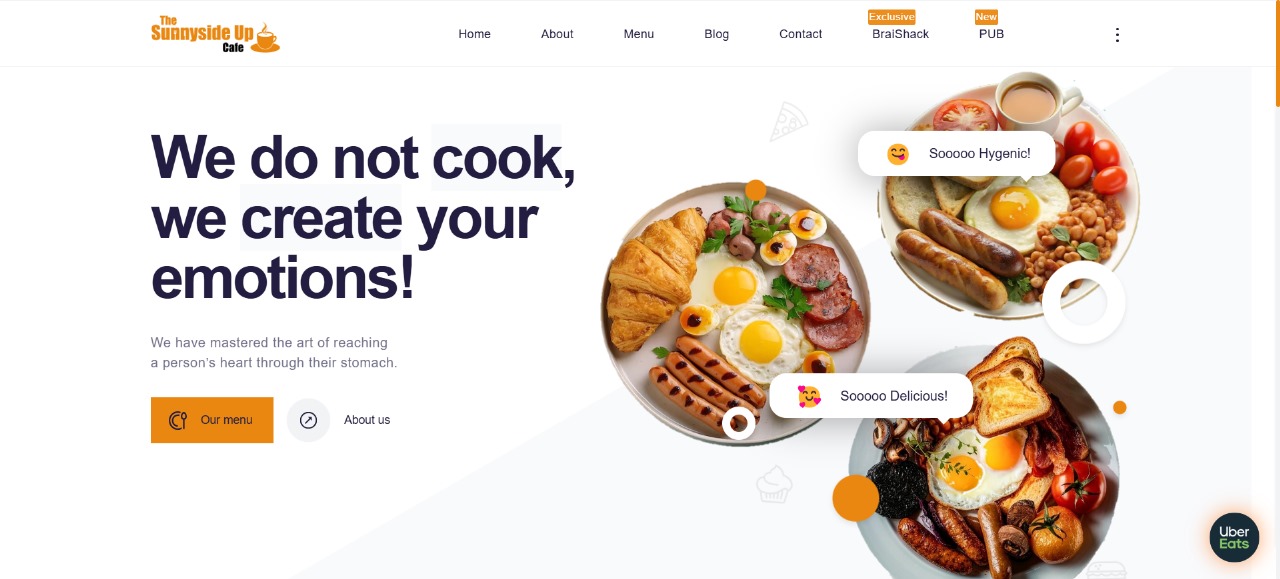 The
Sunnyside Up
Cafe
Home
About
Menu
Blog
Contact
Exclusive
BraiShack
New
PUB
We do not cook,
we create your
emotions!
We have mastered the art of reaching
a person's heart through their stomach.
Our menu
About us
Sooooo Hygenic!
Sooooo Delicious!
Uber
Eats